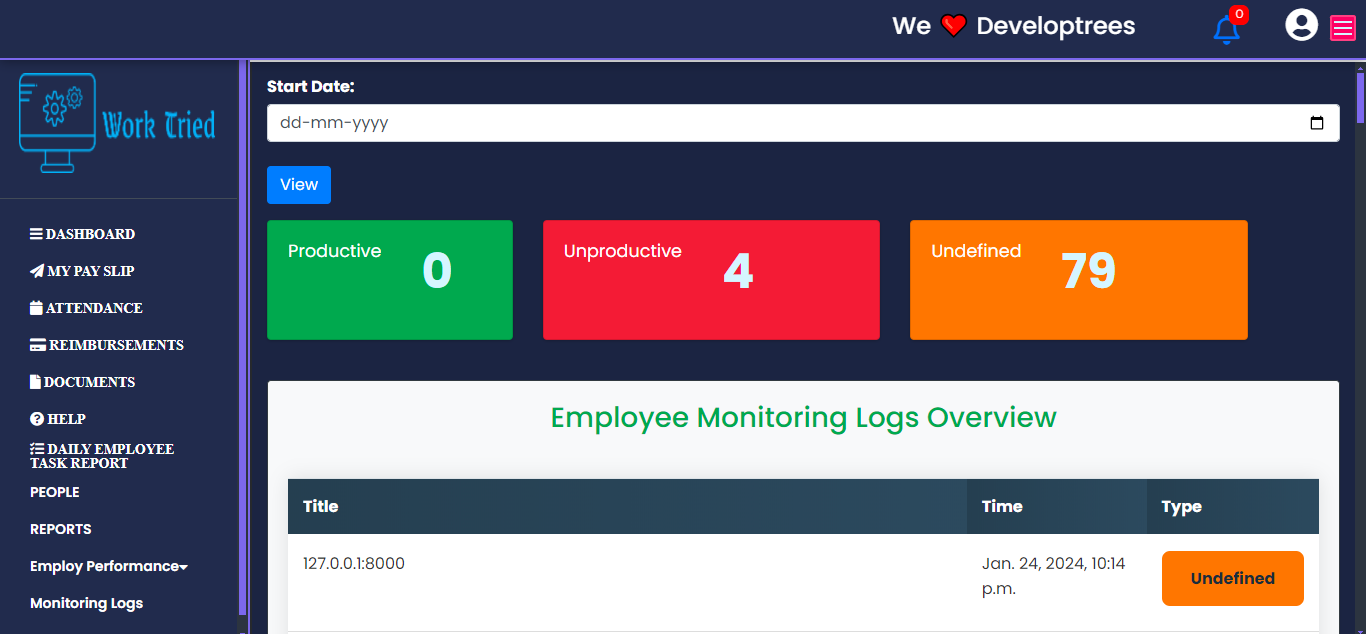 We ❤ Developtrees
0
Work Tried
DASHBOARD
MY PAY SLIP
ATTENDANCE
REIMBURSEMENTS
DOCUMENTS
HELP
DAILY EMPLOYEE
TASK REPORT
PEOPLE
REPORTS
Employ Performance
Monitoring Logs
Start Date:
dd-mm-yyyy
View
Productive 0
Unproductive 4
Undefined 79
Employee Monitoring Logs Overview
Title Time Type
127.0.0.1:8000 Jan. 24, 2024, 10:14 Undefined
p.m.